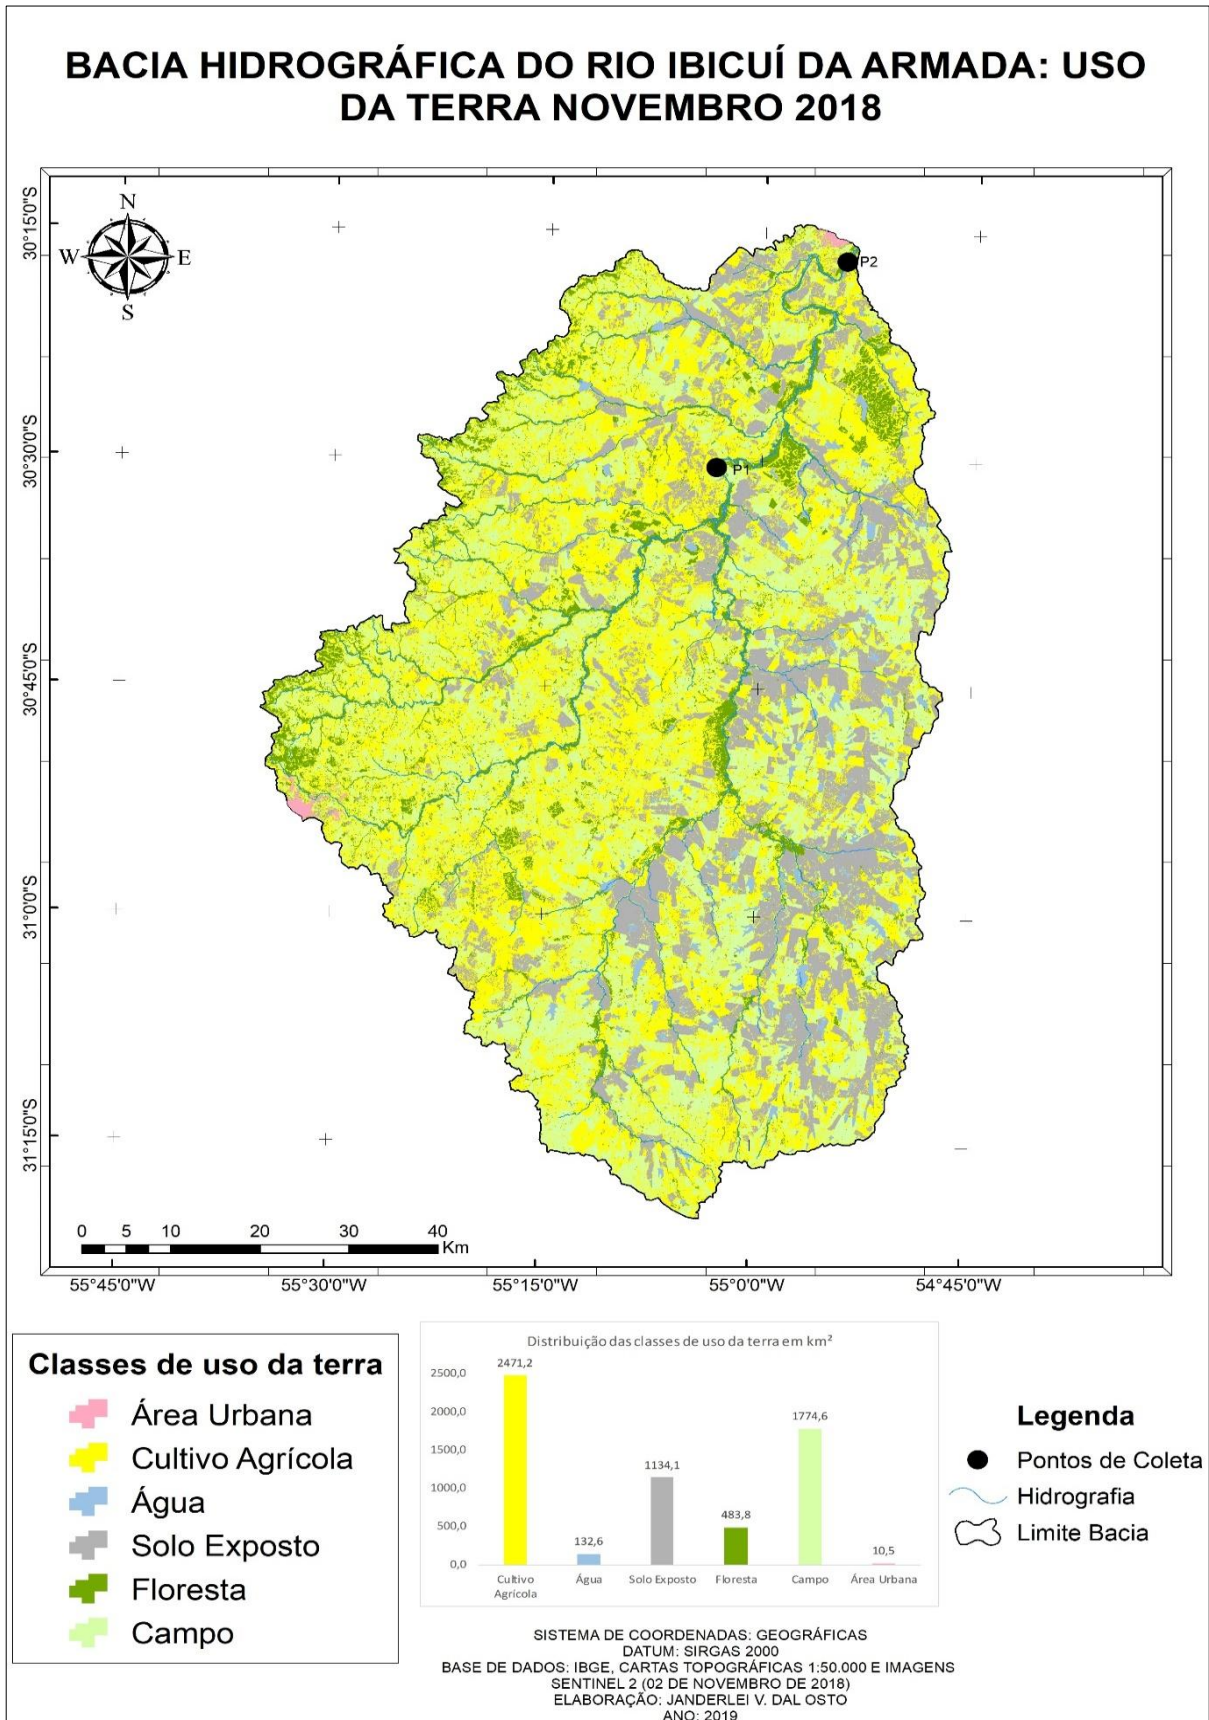 BACIA HIDROGRÁFICA DO RIO IBICUÍ DA ARMADA: USO
DA TERRA NOVEMBRO 2018
N
W
E
S
30°15'0"S
30°30'0"S
30°45'0"S
31°0'0"S
31°15'0"S
P2
P1
0 5 10 20 30 40
Km
55°45'0"W 55°30'0"W 55°15'0"W 55°0'0"W 54°45'0"W
Classes de uso da terra
Área Urbana
Cultivo Agrícola
Água
Solo Exposto
Floresta
Campo
Distribuição das classes de uso da terra em km²
2500,0
2000,0
1500,0
1000,0
500,0
0,0
2471,2
132,6
1134,1
483,8
1774,6
10,5
Cultivo
Agrícola
Água
Solo Exposto
Floresta
Campo
Área Urbana
Legenda
Pontos de Coleta
Hidrografia
Limite Bacia
SISTEMA DE COORDENADAS: GEOGRÁFICAS
DATUM: SIRGAS 2000
BASE DE DADOS: IBGE, CARTAS TOPOGRÁFICAS 1:50.000 E IMAGENS
SENTINEL 2 (02 DE NOVEMBRO DE 2018)
ELABORAÇÃO: JANDERLEI V. DAL OSTO
ANO: 2019